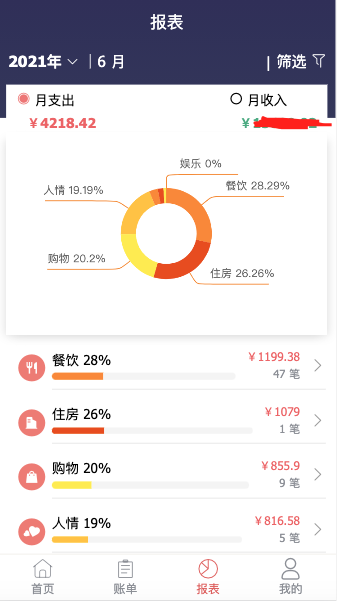 报表
2021年 6 月 筛选
月支出 月收入
￥4218.42 ￥
娱乐 0%
人情 19.19% 餐饮 28.29%
购物 20.2% 住房 26.26%
餐饮 28% ￥1199.38
47 笔
住房 26% ￥1079
1 笔
购物 20% ￥855.9
9 笔
人情 19% ￥816.58
5 笔
首页 账单 报表 我的